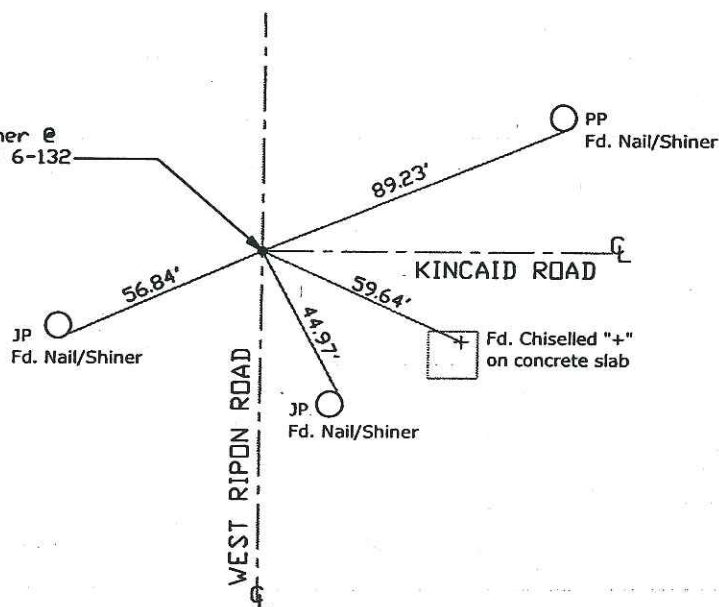 PP
Fd. Nail/Shiner
@
6-132
89.23'
℄
KINCAID ROAD
56.84'
59.64'
44.97'
JP
Fd. Nail/Shiner
Fd. Chiselled "+"
on concrete slab
JP
Fd. Nail/Shiner
WEST RIPON ROAD
℄